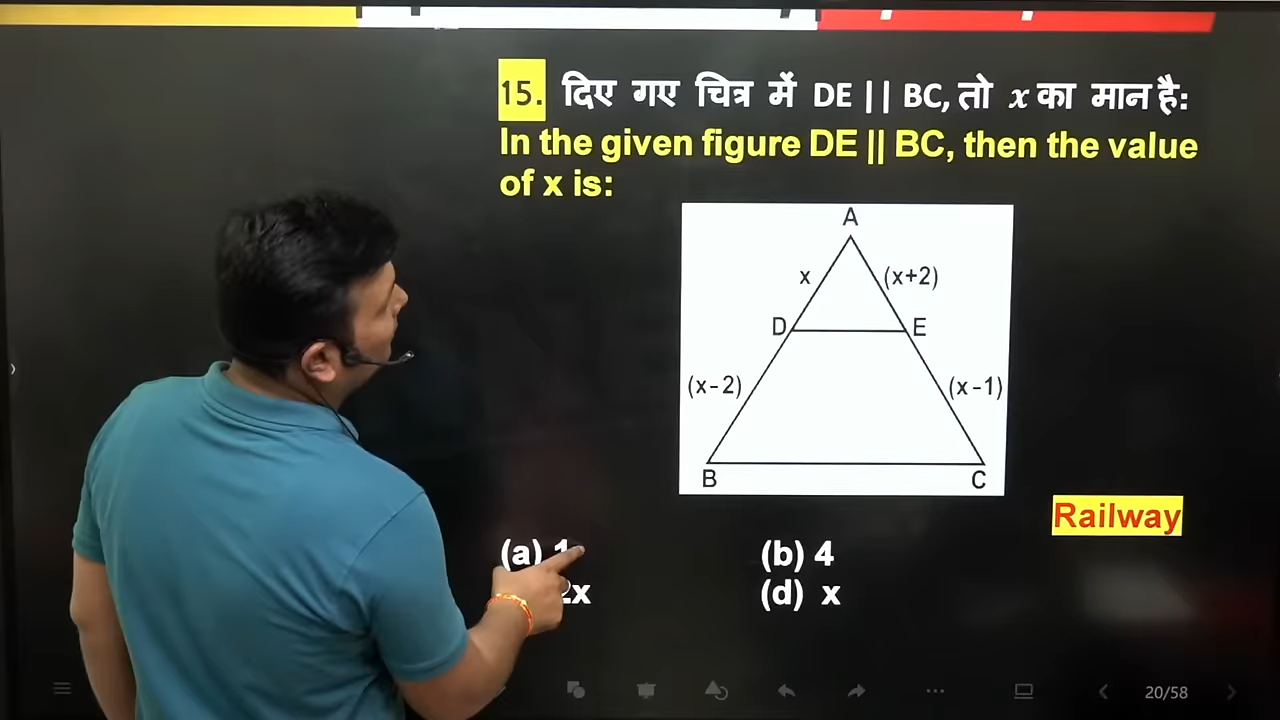 15. दिए गए चित्र में DE || BC, तो x का मान है:
In the given figure DE || BC, then the value
of x is:
A
x (x+2)
D E
(x-2) (x-1)
B C
Railway
(a) (b) 4
2x (d) x
20/58